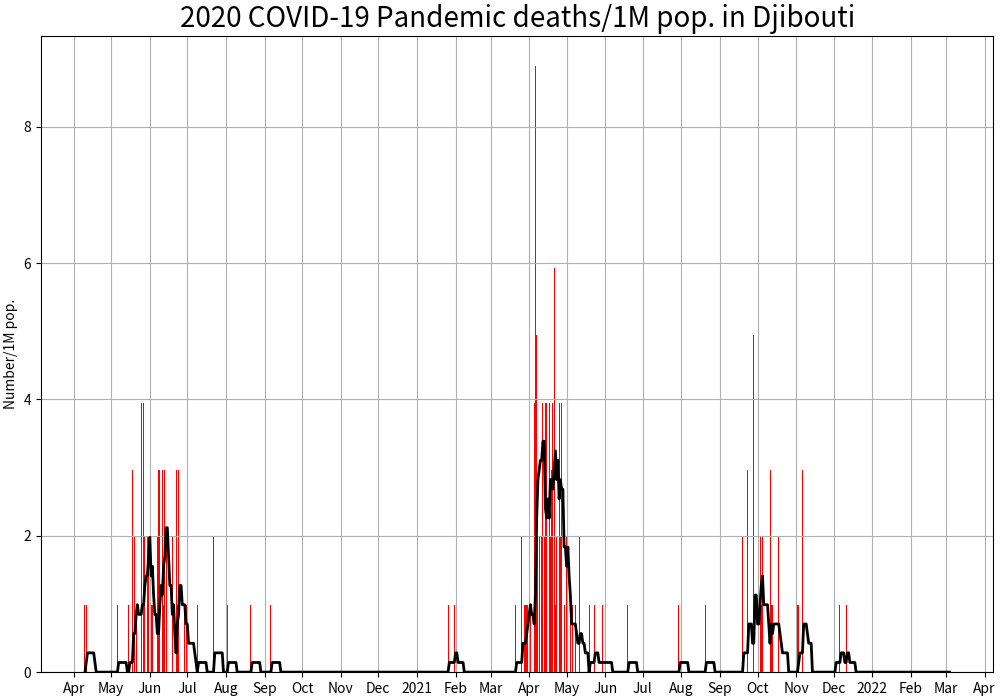 2020 COVID-19 Pandemic deaths/1M pop. in Djibouti
Number/1M pop.
8
6
4
2
0
Apr May Jun Jul Aug Sep Oct Nov Dec 2021 Feb Mar Apr May Jun Jul Aug Sep Oct Nov Dec 2022 Feb Mar Apr